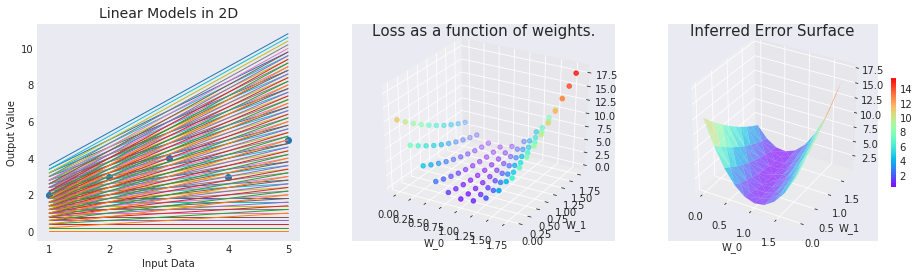 Linear Models in 2D
Output Value
10
8
6
4
2
0
1 2 3 4 5
Input Data
Loss as a function of weights.
17.5
15.0
12.5
10.0
7.5
5.0
2.5
0.0
0.00 0.25 0.50 0.75 1.00 1.25 1.50 1.75
W_0
0.00 0.25 0.50 0.75 1.00 1.25 1.50 1.75
W_1
Inferred Error Surface
17.5
15.0
12.5
10.0
7.5
5.0
2.5
0.0 0.5 1.0 1.5
W_0
0.0 0.5 1.0 1.5
W_1
14
12
10
8
6
4
2